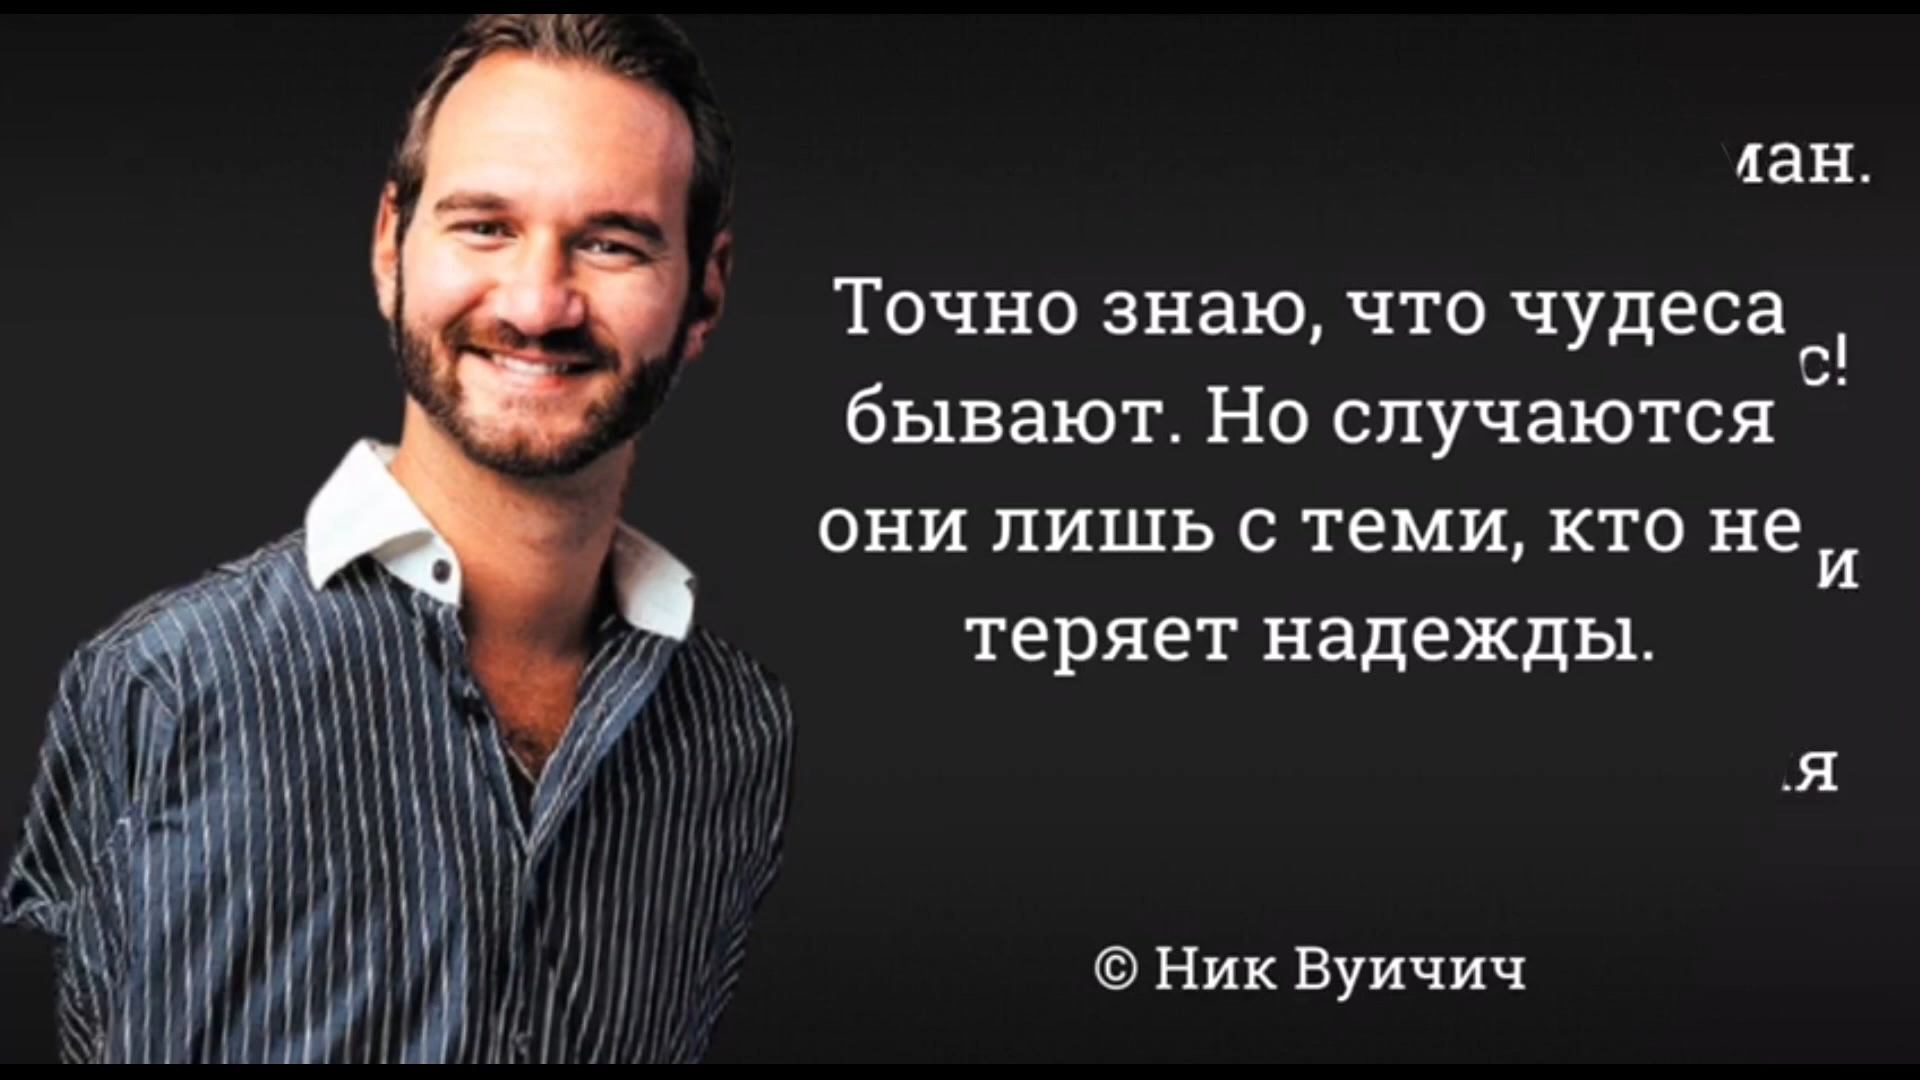 Точно знаю, что чудеса
бывают. Но случаются
они лишь с теми, кто не
теряет надежды.
© Ник Вуичич